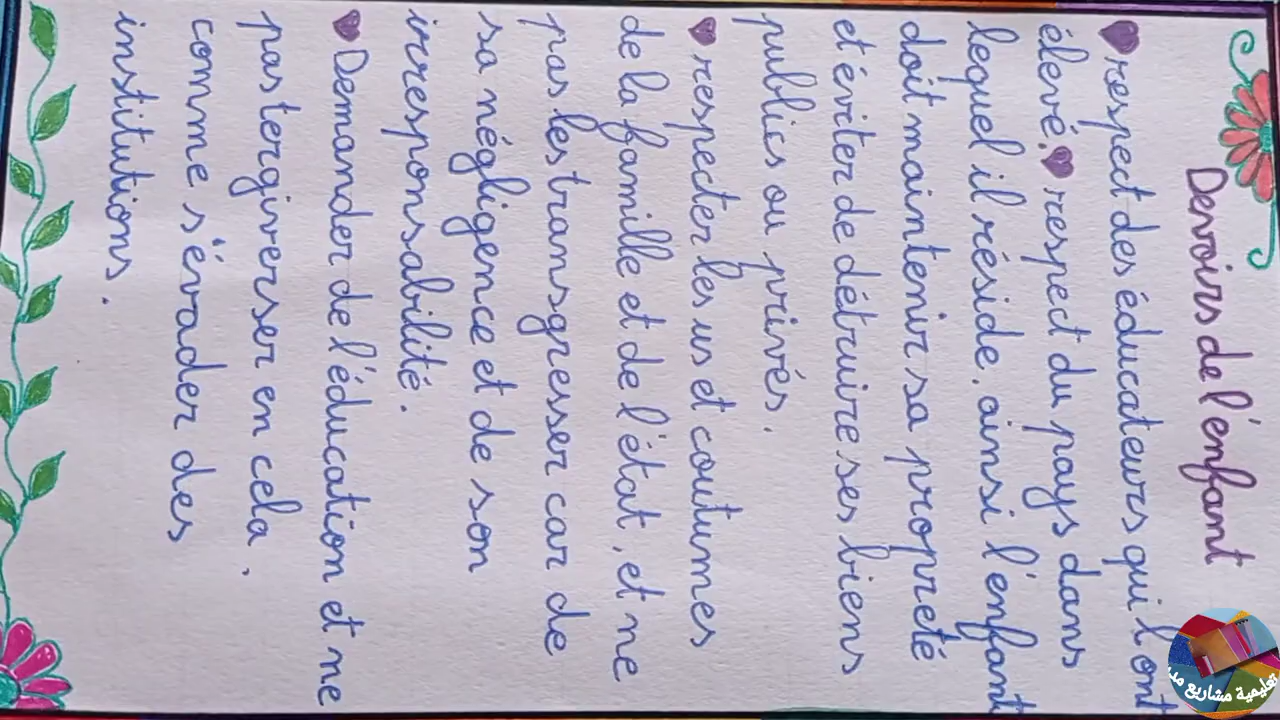 Devoirs de l'enfant
respect des éducateurs qui l ont
élevé. respect du pays dans
lequel il réside. ainsi l'enfant
doit maintenir sa propreté
et éviter de détruire ses biens
publics ou privés.
respecter les us et coutumes
de la famille et de l'état, et ne
pas les transgresser car de
sa négligence et de son
irresponsabilité.
Demander de l'éducation et ne
pas tergiverser en cela,
comme s'évader des
institutions.
تعليمية مشاريع